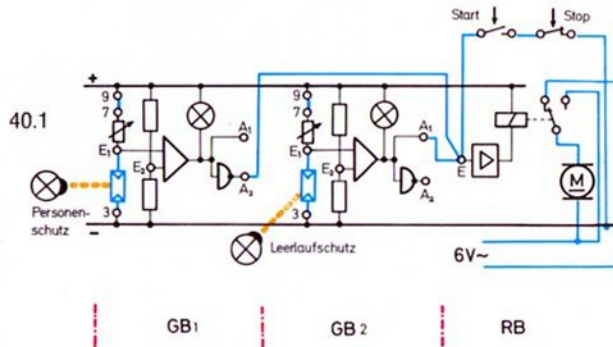 Start
Stop
+
40.1
9
7
E₁
E₂
3
A₁
A₂
9
7
E₁
E₂
3
A₁
A₂
E
M
Personen-
schutz
Leerlaufschutz
−
6V~
GB1
GB2
RB